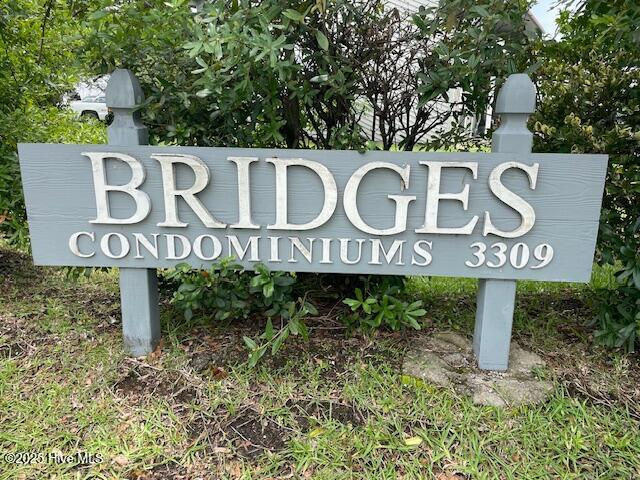 BRIDGES
CONDOMINIUMS 3309
©2025 Hive MLS